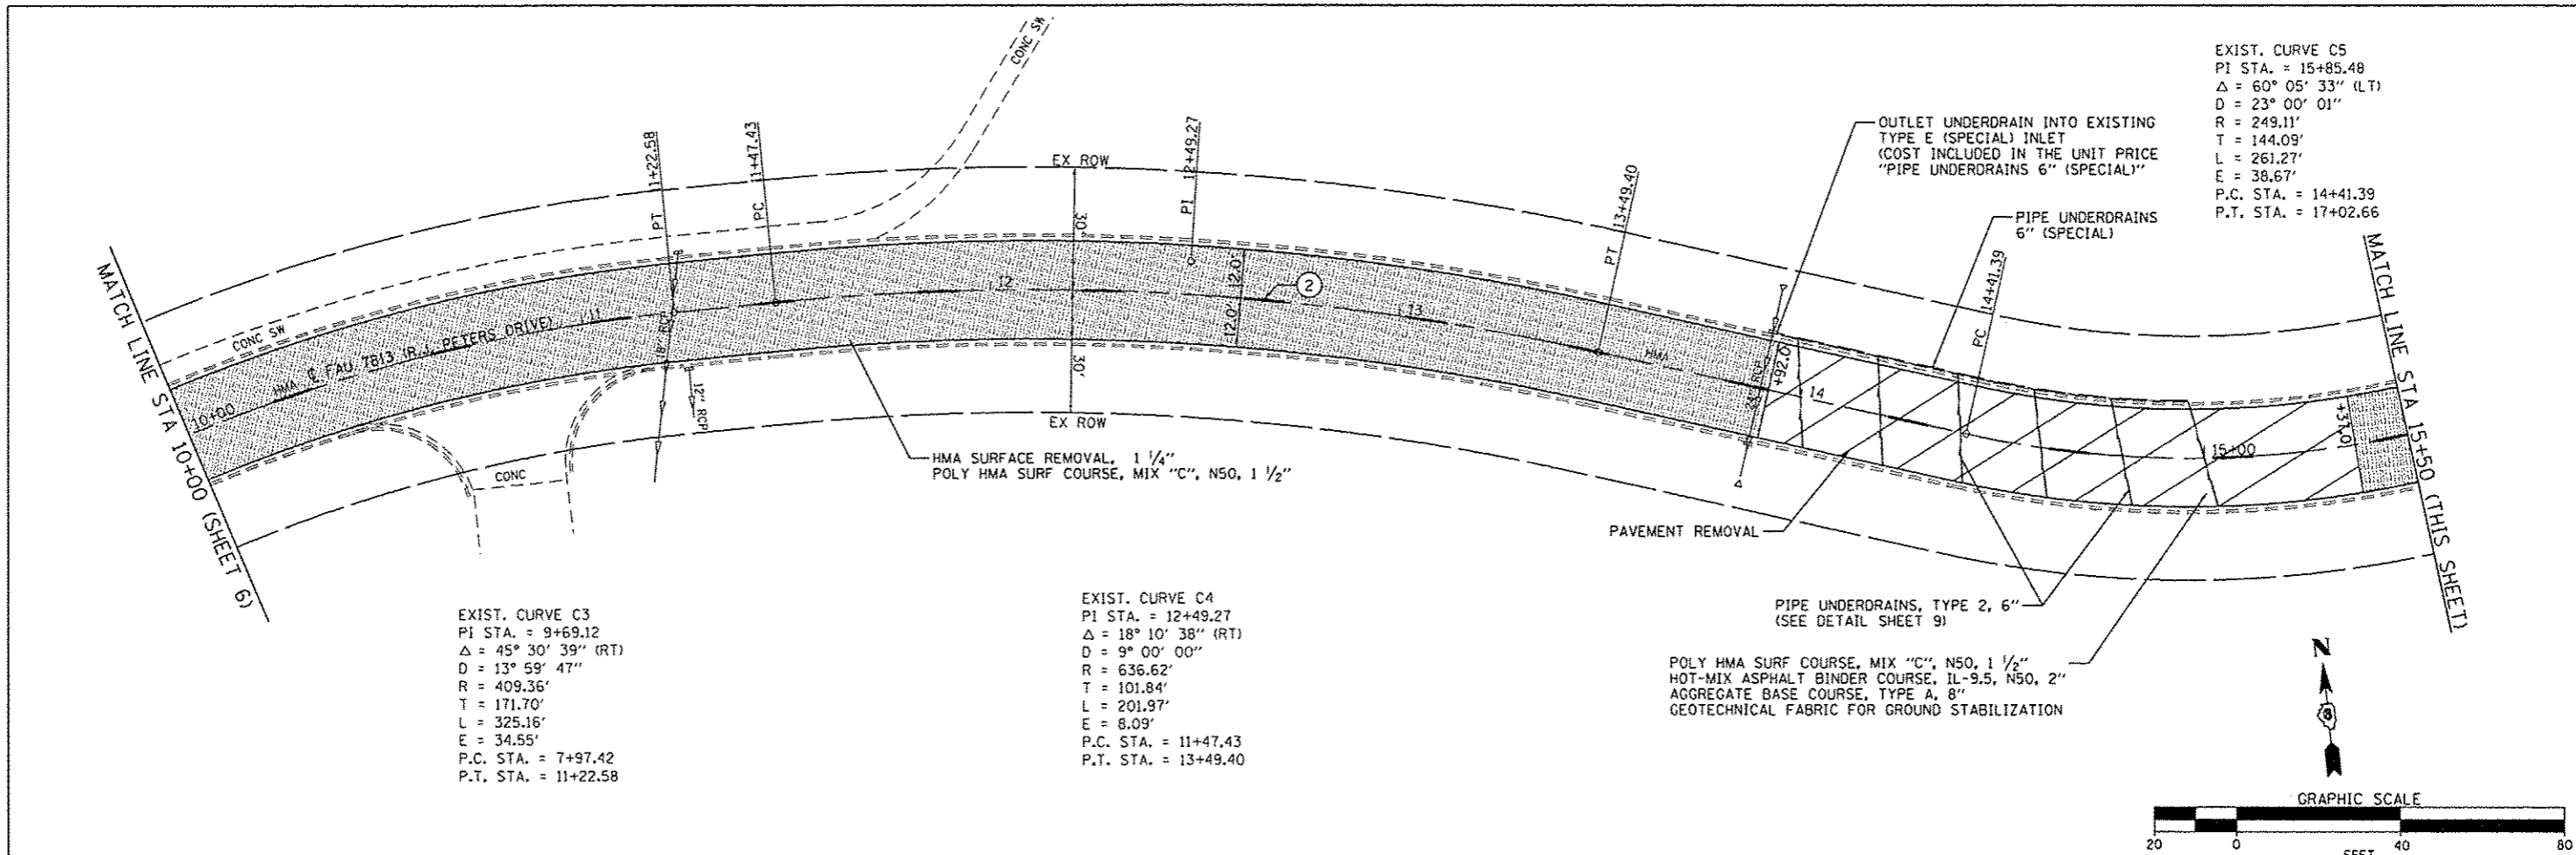 CONC SW
EXIST. CURVE C5
PI STA. = 15+85.48
Δ = 60° 05' 33" (LT)
D = 23° 00' 01"
R = 249.11'
T = 144.09'
L = 261.27'
E = 38.67'
P.C. STA. = 14+41.39
P.T. STA. = 17+02.66
OUTLET UNDERDRAIN INTO EXISTING
TYPE E (SPECIAL) INLET
(COST INCLUDED IN THE UNIT PRICE
"PIPE UNDERDRAINS 6" (SPECIAL)"
PIPE UNDERDRAINS
6" (SPECIAL)
PT 11+22.58
PC 11+47.43
PI 12+49.27
PT 13+49.40
PC 14+41.39
EX ROW
30'
30'
12.0'
12.0'
2
MATCH LINE STA 10+00 (SHEET 6)
MATCH LINE STA 15+50 (THIS SHEET)
CONC SW
10+00
HMA ℄ FAU 7813 (R.J. PETERS DRIVE)
11
12
13
HMA
14
15+00
+92.0
+37.0
RCP
12" RCP
CONC
EX ROW
HMA SURFACE REMOVAL, 1 1/4"
POLY HMA SURF COURSE, MIX "C", N50, 1 1/2"
PAVEMENT REMOVAL
PIPE UNDERDRAINS, TYPE 2, 6"
(SEE DETAIL SHEET 9)
POLY HMA SURF COURSE, MIX "C", N50, 1 1/2"
HOT-MIX ASPHALT BINDER COURSE, IL-9.5, N50, 2"
AGGREGATE BASE COURSE, TYPE A, 8"
GEOTECHNICAL FABRIC FOR GROUND STABILIZATION
EXIST. CURVE C3
PI STA. = 9+69.12
Δ = 45° 30' 39" (RT)
D = 13° 59' 47"
R = 409.36'
T = 171.70'
L = 325.16'
E = 34.55'
P.C. STA. = 7+97.42
P.T. STA. = 11+22.58
EXIST. CURVE C4
PI STA. = 12+49.27
Δ = 18° 10' 38" (RT)
D = 9° 00' 00"
R = 636.62'
T = 101.84'
L = 201.97'
E = 8.09'
P.C. STA. = 11+47.43
P.T. STA. = 13+49.40
N
GRAPHIC SCALE
20 0 40 80
FEET